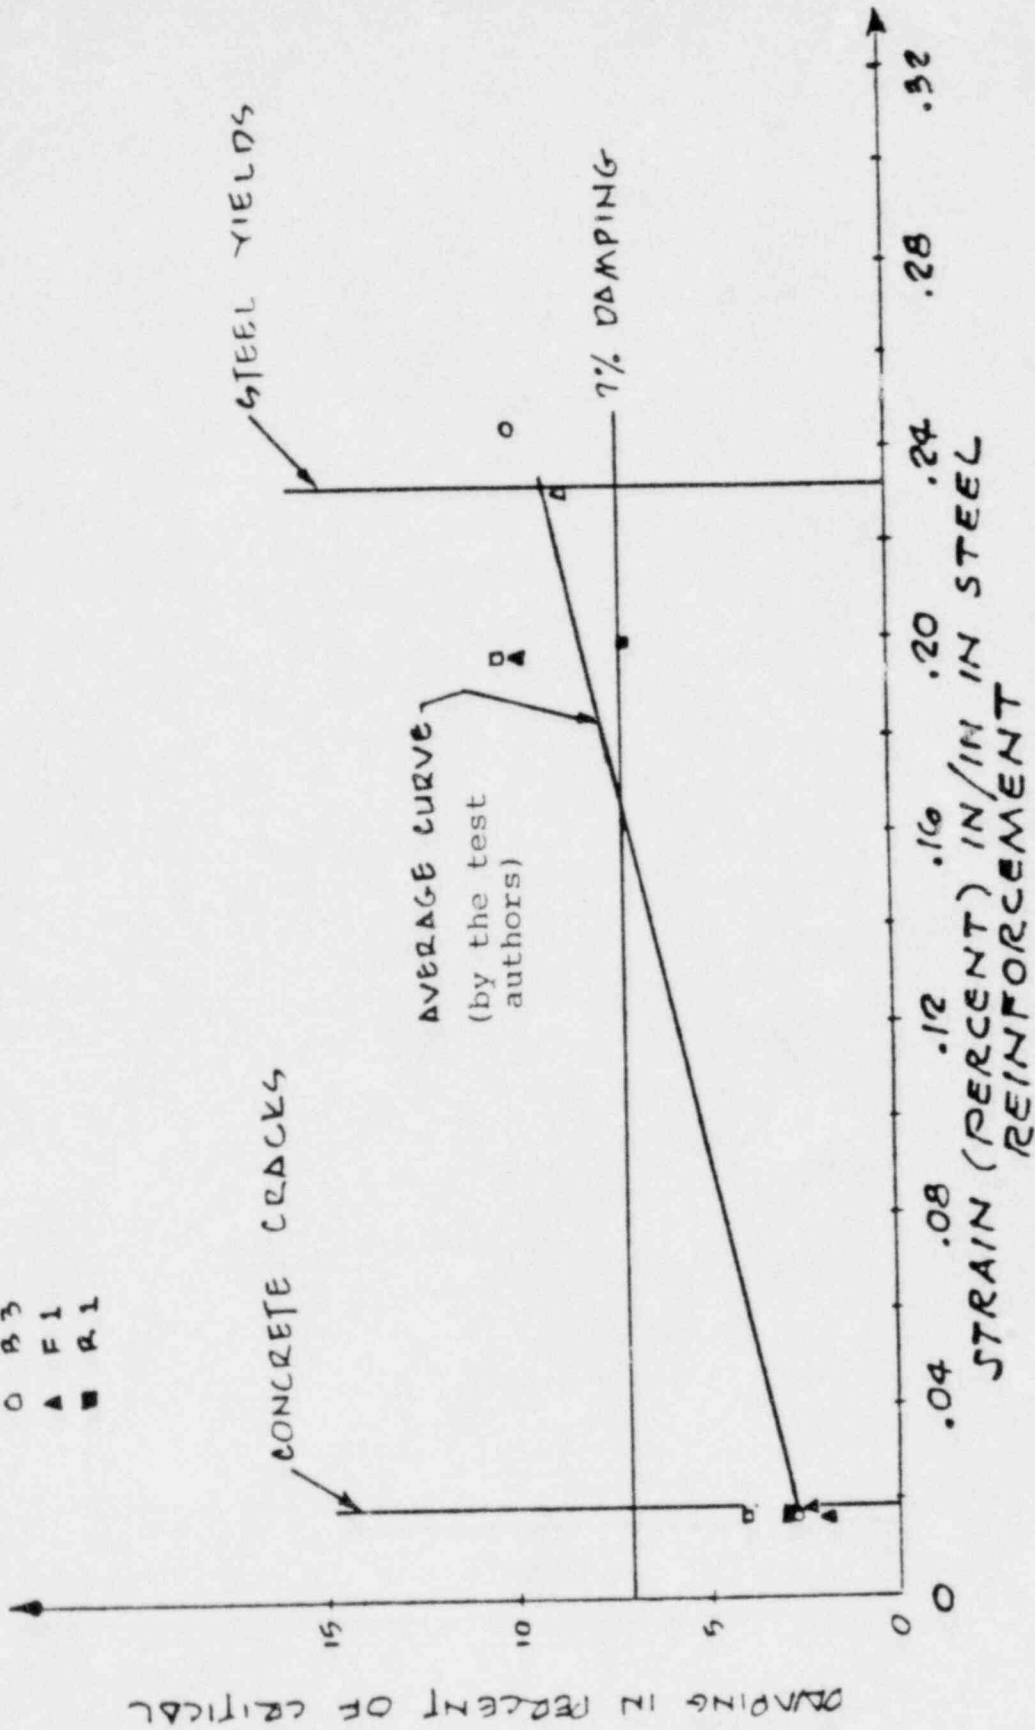 O B3
▲ F1
■ R1
STEEL YIELDS
CONCRETE CRACKS
AVERAGE CURVE
(by the test
authors)
7% DAMPING
15
10
5
0
DAMPING IN PERCENT OF CRITICAL
0
.04
.08
.12
.16
.20
.24
.28
.32
STRAIN (PERCENT) IN/IN IN STEEL
REINFORCEMENT